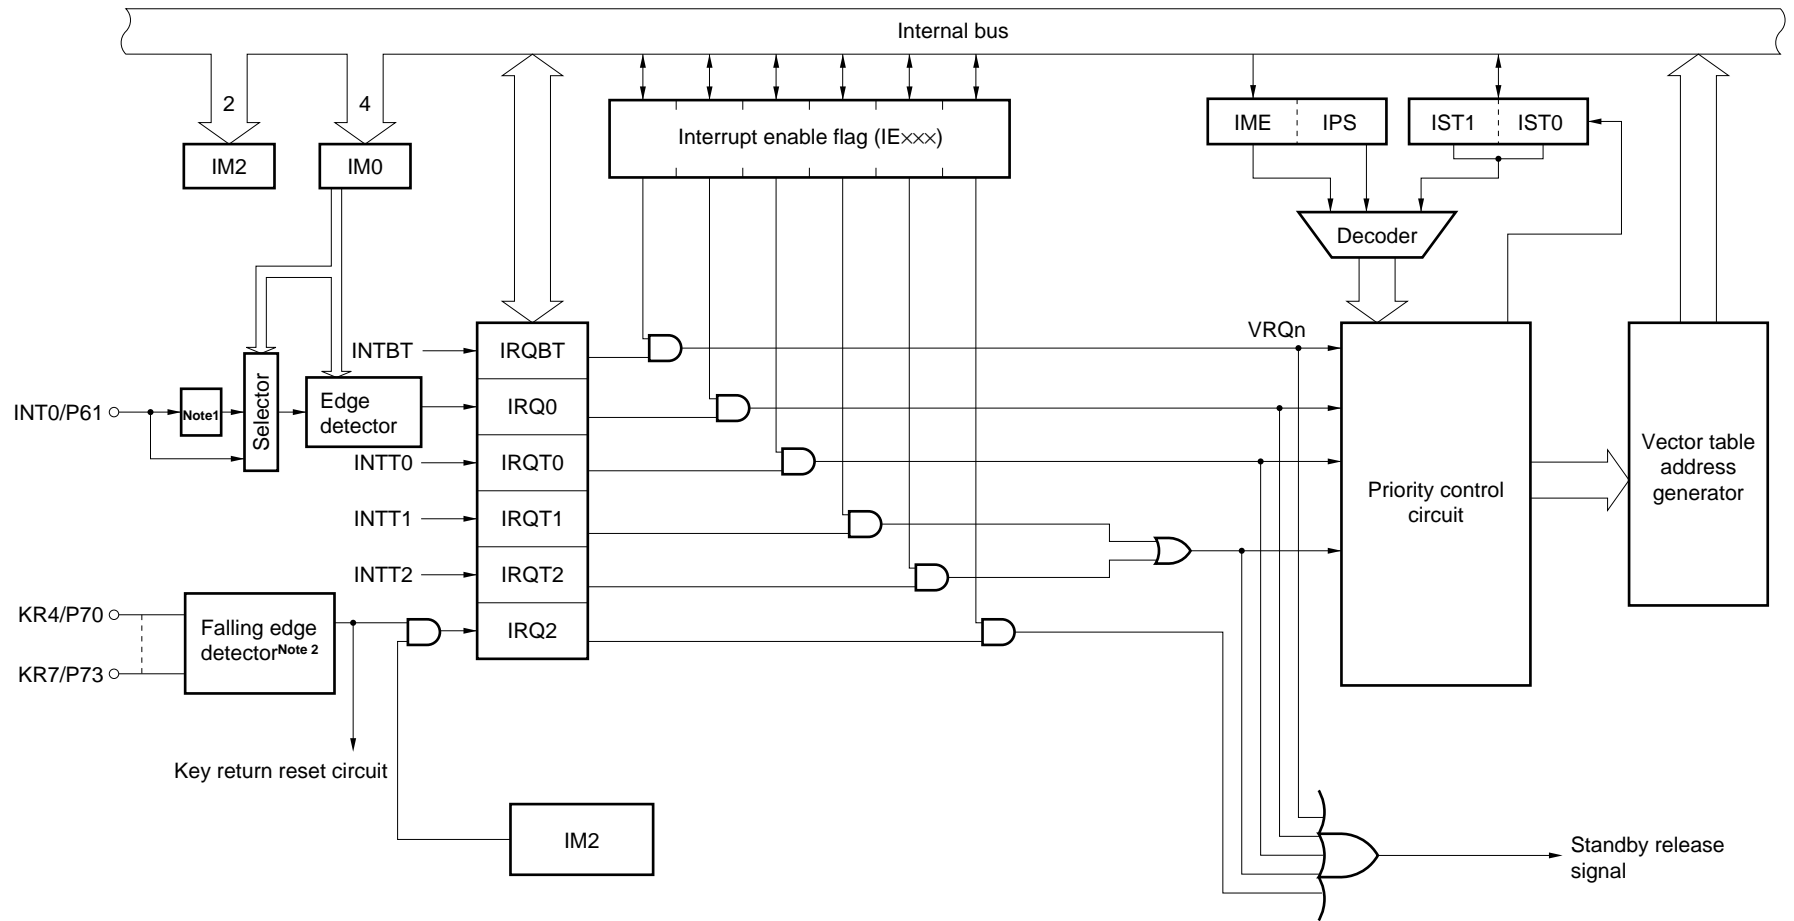 Internal bus
2
4
IM2
IM0
Interrupt enable flag (IE×××)
IME
IPS
IST1
IST0
Decoder
VRQn
INTBT
IRQBT
INT0/P61
Note1
Selector
Edge
detector
IRQ0
INTT0
IRQT0
INTT1
IRQT1
INTT2
IRQT2
KR4/P70
KR7/P73
Falling edge
detectorNote 2
IRQ2
Priority control
circuit
Vector table
address
generator
Key return reset circuit
IM2
Standby release
signal